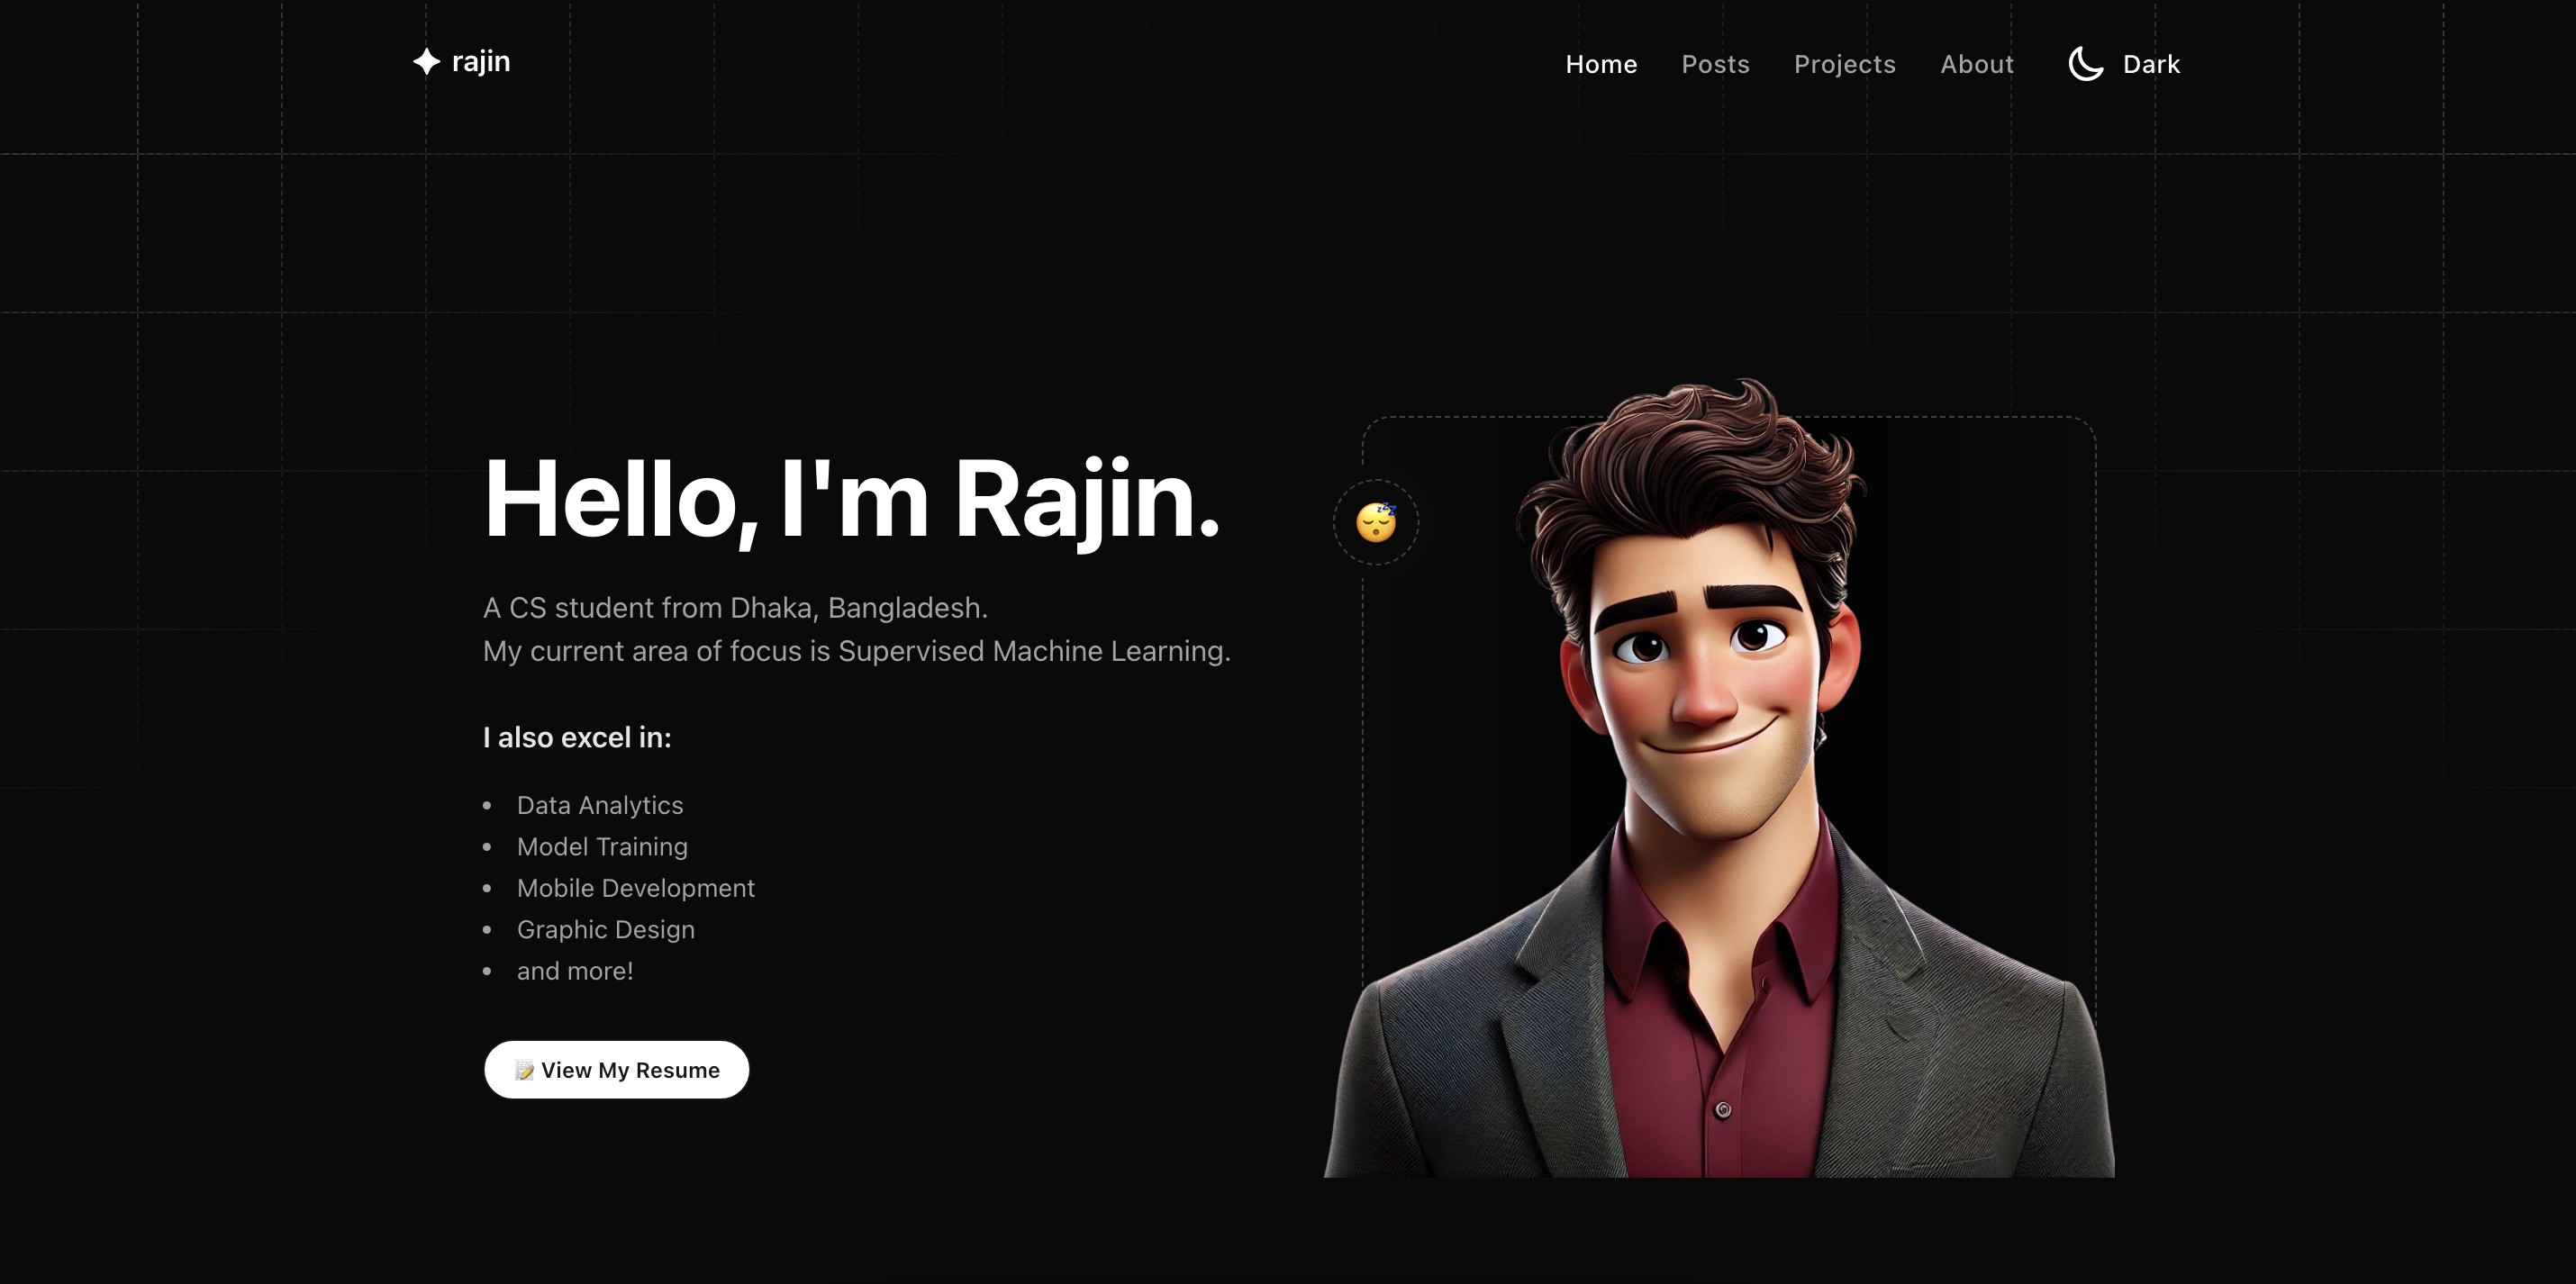 rajin
Home Posts Projects About Dark
Hello, I'm Rajin.
A CS student from Dhaka, Bangladesh.
My current area of focus is Supervised Machine Learning.
I also excel in:
• Data Analytics
• Model Training
• Mobile Development
• Graphic Design
• and more!
📝 View My Resume